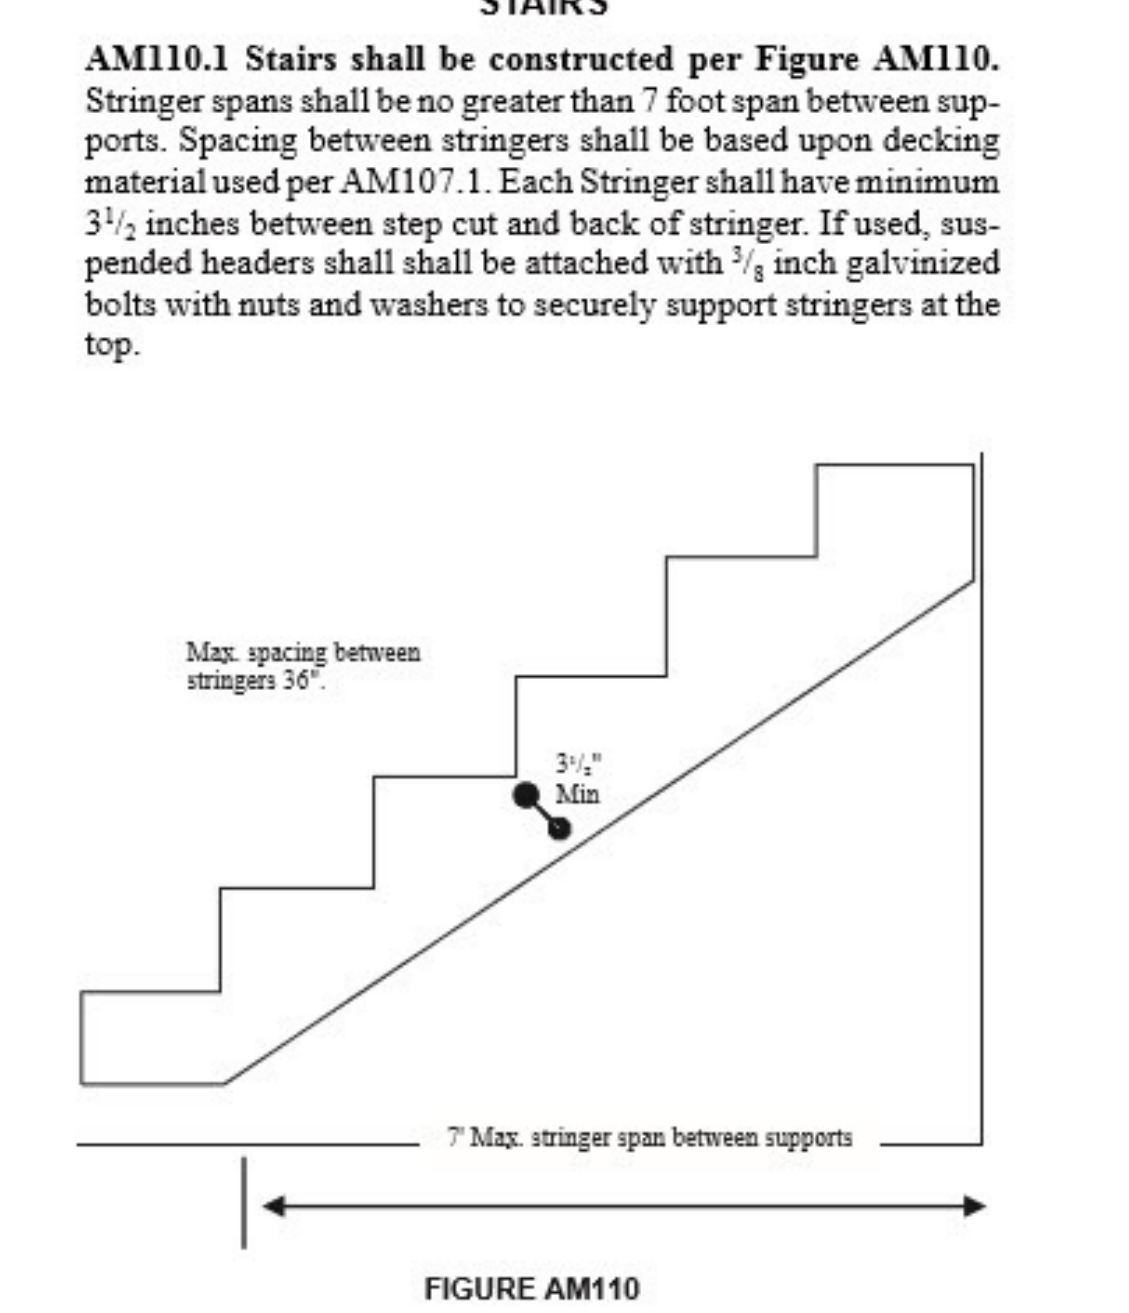 STAIRS
AM110.1 Stairs shall be constructed per Figure AM110.
Stringer spans shall be no greater than 7 foot span between sup-
ports. Spacing between stringers shall be based upon decking
material used per AM107.1. Each Stringer shall have minimum
3¹/₂ inches between step cut and back of stringer. If used, sus-
pended headers shall shall be attached with ³/₈ inch galvinized
bolts with nuts and washers to securely support stringers at the
top.
Max. spacing between
stringers 36".
3¹/₂"
Min
7' Max. stringer span between supports
FIGURE AM110